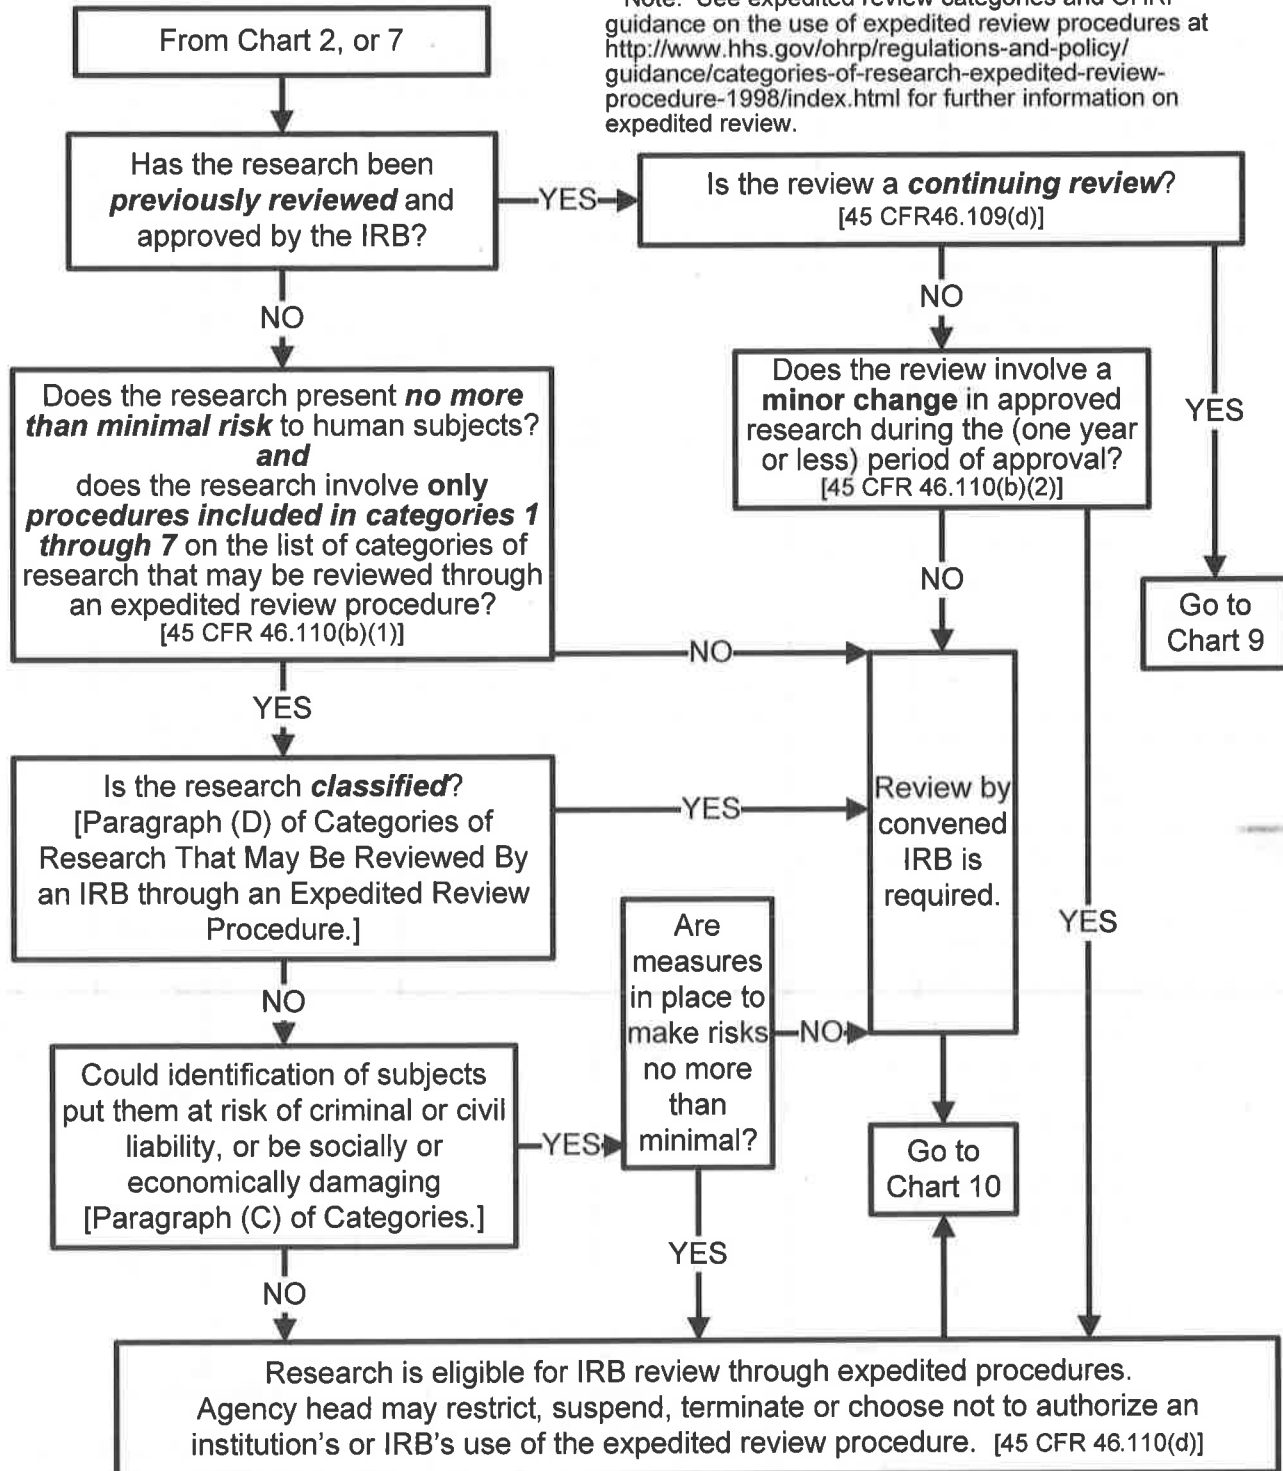 Note: See expedited review categories and OHRP
guidance on the use of expedited review procedures at
http://www.hhs.gov/ohrp/regulations-and-policy/
guidance/categories-of-research-expedited-review-
procedure-1998/index.html for further information on
expedited review.
From Chart 2, or 7
Has the research been
previously reviewed and
approved by the IRB?
YES
Is the review a continuing review?
[45 CFR46.109(d)]
NO
NO
YES
Does the research present no more
than minimal risk to human subjects?
and
does the research involve only
procedures included in categories 1
through 7 on the list of categories of
research that may be reviewed through
an expedited review procedure?
[45 CFR 46.110(b)(1)]
Does the review involve a
minor change in approved
research during the (one year
or less) period of approval?
[45 CFR 46.110(b)(2)]
NO
Go to
Chart 9
NO
YES
Is the research classified?
[Paragraph (D) of Categories of
Research That May Be Reviewed By
an IRB through an Expedited Review
Procedure.]
YES
Review by
convened
IRB is
required.
YES
NO
Are
measures
in place to
make risks
no more
than
minimal?
NO
Could identification of subjects
put them at risk of criminal or civil
liability, or be socially or
economically damaging
[Paragraph (C) of Categories.]
YES
Go to
Chart 10
YES
NO
Research is eligible for IRB review through expedited procedures.
Agency head may restrict, suspend, terminate or choose not to authorize an
institution's or IRB's use of the expedited review procedure. [45 CFR 46.110(d)]